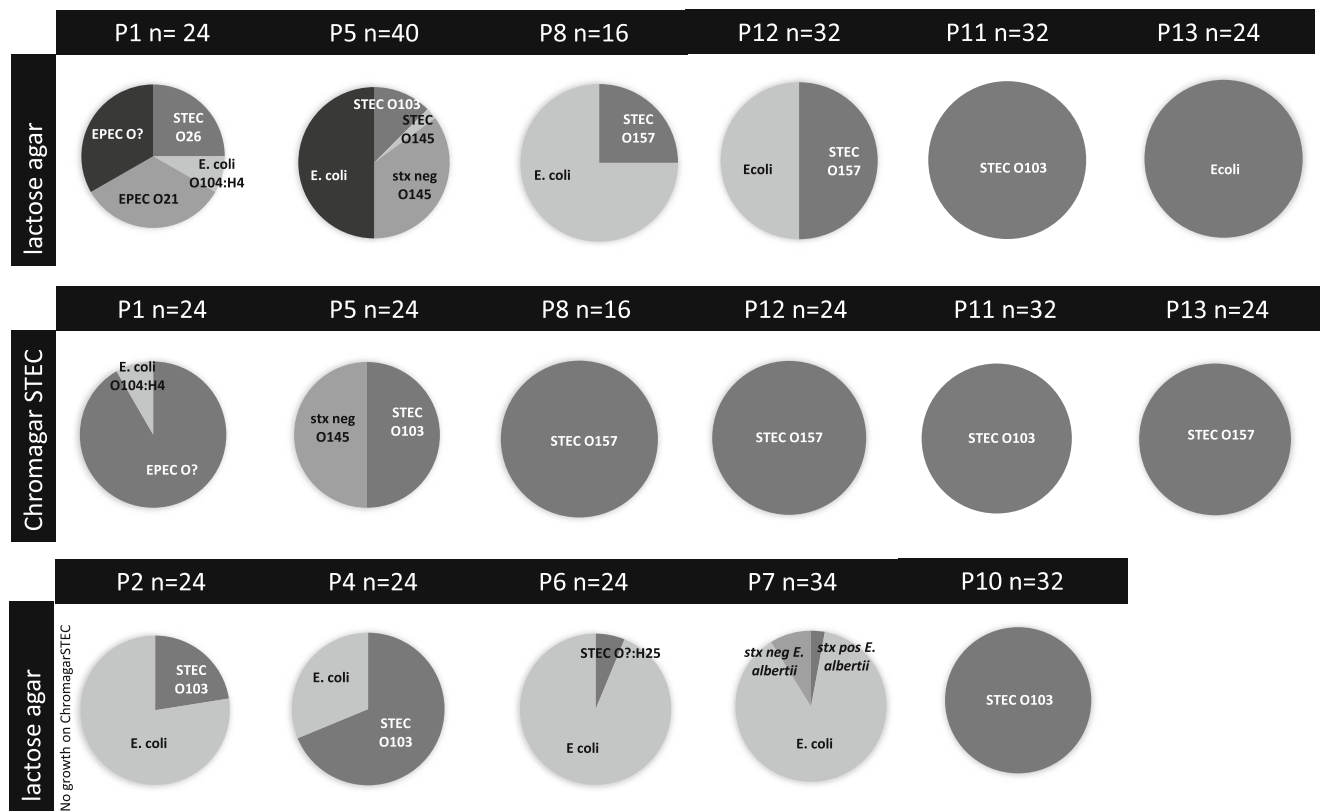 P1 n= 24
P5 n=40
P8 n=16
P12 n=32
P11 n=32
P13 n=24
lactose agar
EPEC O?
STEC
O26
E. coli
O104:H4
EPEC O21
STEC O103
STEC
O145
E. coli
stx neg
O145
STEC
O157
E. coli
Ecoli
STEC
O157
STEC O103
Ecoli
P1 n=24
P5 n=24
P8 n=16
P12 n=24
P11 n=32
P13 n=24
Chromagar STEC
E. coli
O104:H4
EPEC O?
stx neg
O145
STEC
O103
STEC O157
STEC O157
STEC O103
STEC O157
P2 n=24
P4 n=24
P6 n=24
P7 n=34
P10 n=32
lactose agar
No growth on ChromagarSTEC
STEC
O103
E. coli
E. coli
STEC
O103
STEC O?:H25
E coli
stx neg E.
albertii
stx pos E.
albertii
E. coli
STEC O103